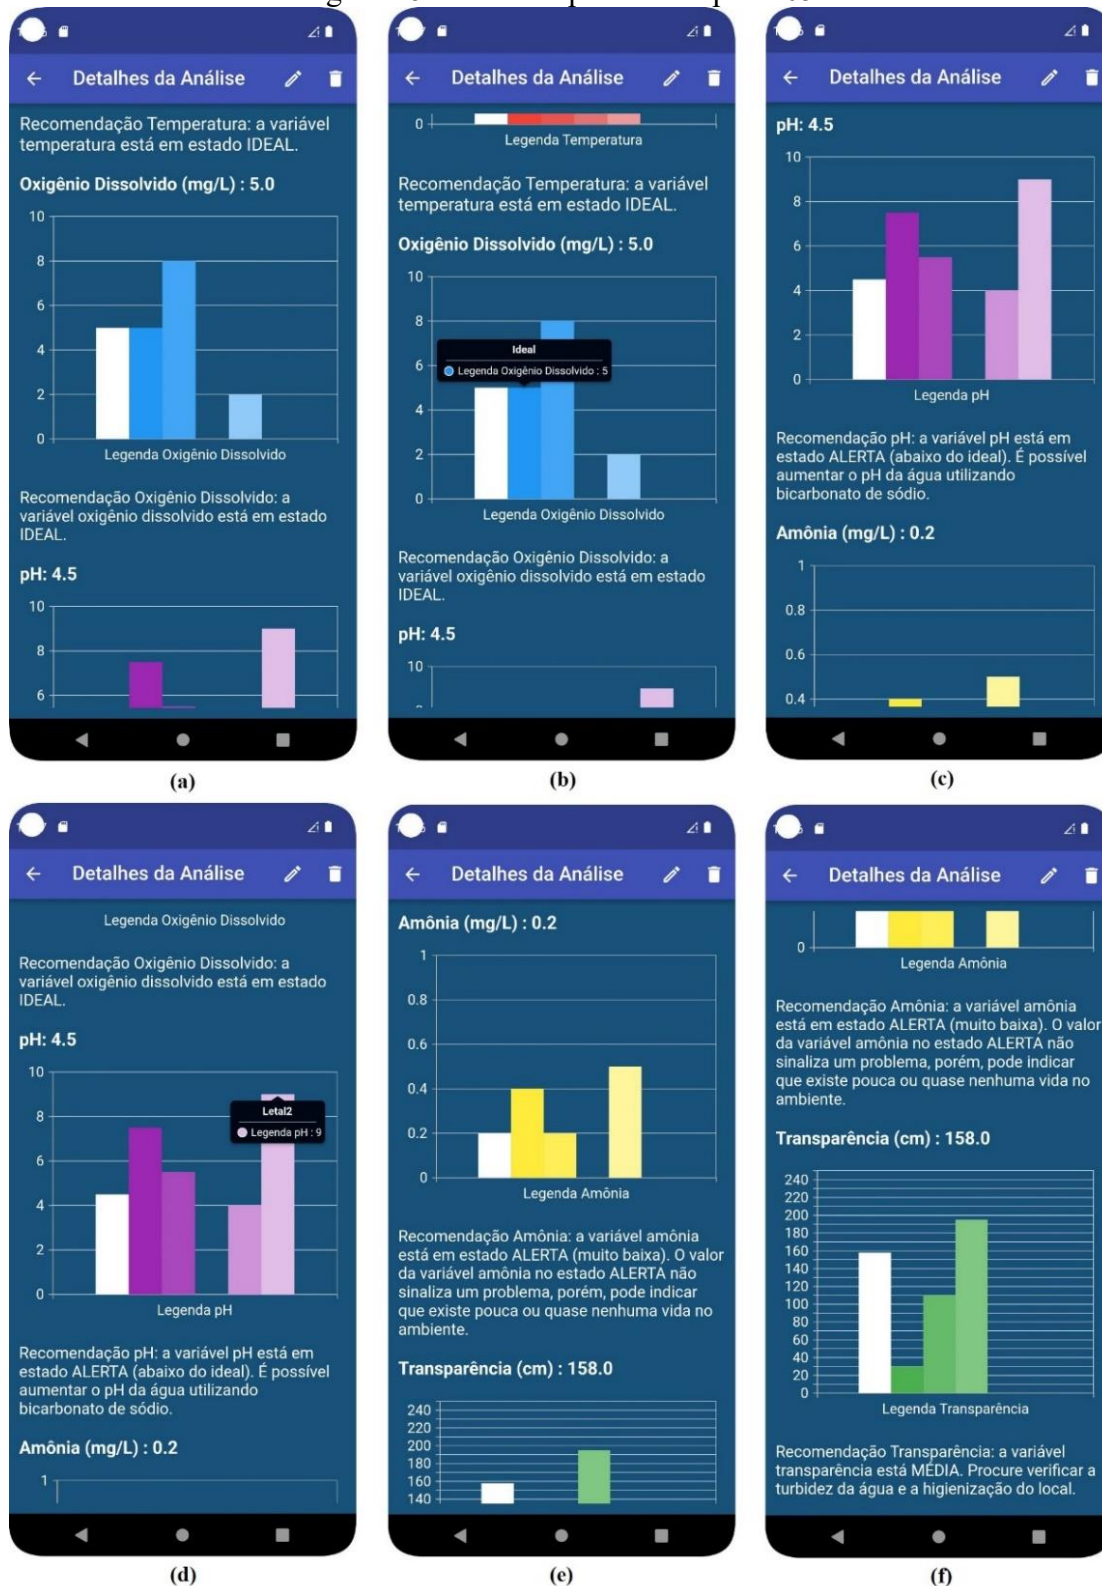 Detalhes da Análise
Recomendação Temperatura: a variável
temperatura está em estado IDEAL.
Oxigênio Dissolvido (mg/L) : 5.0
10
8
6
4
2
0
Legenda Oxigênio Dissolvido
Recomendação Oxigênio Dissolvido: a
variável oxigênio dissolvido está em estado
IDEAL.
pH: 4.5
10
8
6
(a)
Detalhes da Análise
0
Legenda Temperatura
Recomendação Temperatura: a variável
temperatura está em estado IDEAL.
Oxigênio Dissolvido (mg/L) : 5.0
10
8
Ideal
6
Legenda Oxigênio Dissolvido : 5
4
2
0
Legenda Oxigênio Dissolvido
Recomendação Oxigênio Dissolvido: a
variável oxigênio dissolvido está em estado
IDEAL.
pH: 4.5
10
(b)
Detalhes da Análise
pH: 4.5
10
8
6
4
2
0
Legenda pH
Recomendação pH: a variável pH está em
estado ALERTA (abaixo do ideal). É possível
aumentar o pH da água utilizando
bicarbonato de sódio.
Amônia (mg/L) : 0.2
1
0.8
0.6
0.4
(c)
Detalhes da Análise
Legenda Oxigênio Dissolvido
Recomendação Oxigênio Dissolvido: a
variável oxigênio dissolvido está em estado
IDEAL.
pH: 4.5
10
8
Letal2
Legenda pH : 9
6
4
2
0
Legenda pH
Recomendação pH: a variável pH está em
estado ALERTA (abaixo do ideal). É possível
aumentar o pH da água utilizando
bicarbonato de sódio.
Amônia (mg/L) : 0.2
1
(d)
Detalhes da Análise
Amônia (mg/L) : 0.2
1
0.8
0.6
0.4
0.2
0
Legenda Amônia
Recomendação Amônia: a variável amônia
está em estado ALERTA (muito baixa). O valor
da variável amônia no estado ALERTA não
sinaliza um problema, porém, pode indicar
que existe pouca ou quase nenhuma vida no
ambiente.
Transparência (cm) : 158.0
240
220
200
180
160
140
(e)
Detalhes da Análise
0
Legenda Amônia
Recomendação Amônia: a variável amônia
está em estado ALERTA (muito baixa). O valor
da variável amônia no estado ALERTA não
sinaliza um problema, porém, pode indicar
que existe pouca ou quase nenhuma vida no
ambiente.
Transparência (cm) : 158.0
240
220
200
180
160
140
120
100
80
60
40
20
0
Legenda Transparência
Recomendação Transparência: a variável
transparência está MÉDIA. Procure verificar a
turbidez da água e a higienização do local.
(f)